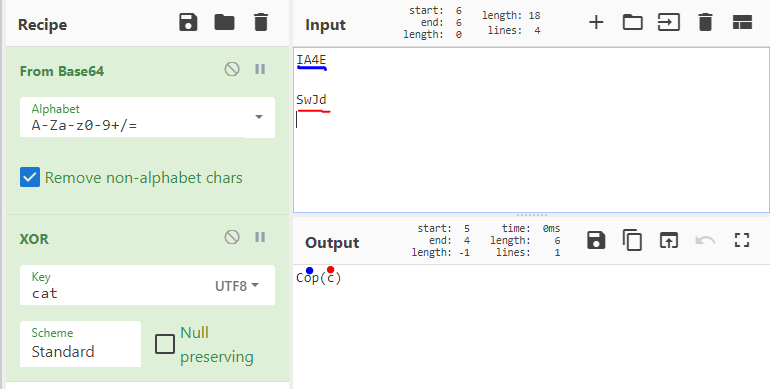 Recipe
From Base64
Alphabet
A-Za-z0-9+/=
Remove non-alphabet chars
XOR
Key
cat
UTF8
Scheme
Standard
Null
preserving
Input
start: 6
end: 6
length: 0
length: 18
lines: 4
IA4E
SwJd
Output
start: 5
end: 4
length: -1
time: 0ms
length: 6
lines: 1
Cop(c)